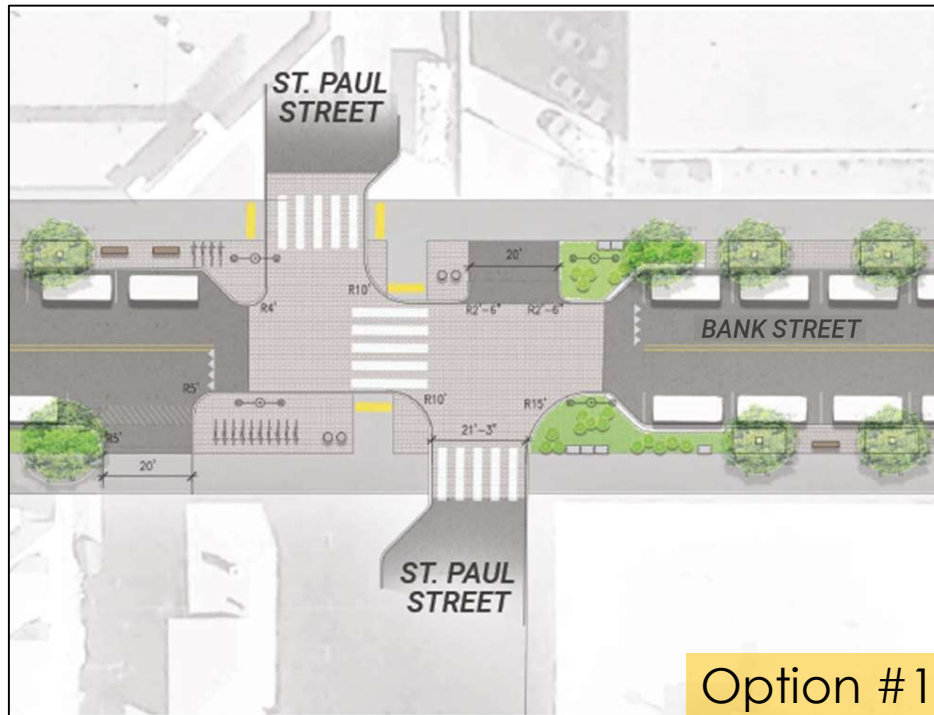 ST. PAUL
STREET
20'
R4'
R10'
R2'-6"
R2'-6"
BANK STREET
R5'
R5'
R10'
R15'
21'-3"
20'
ST. PAUL
STREET
Option #1